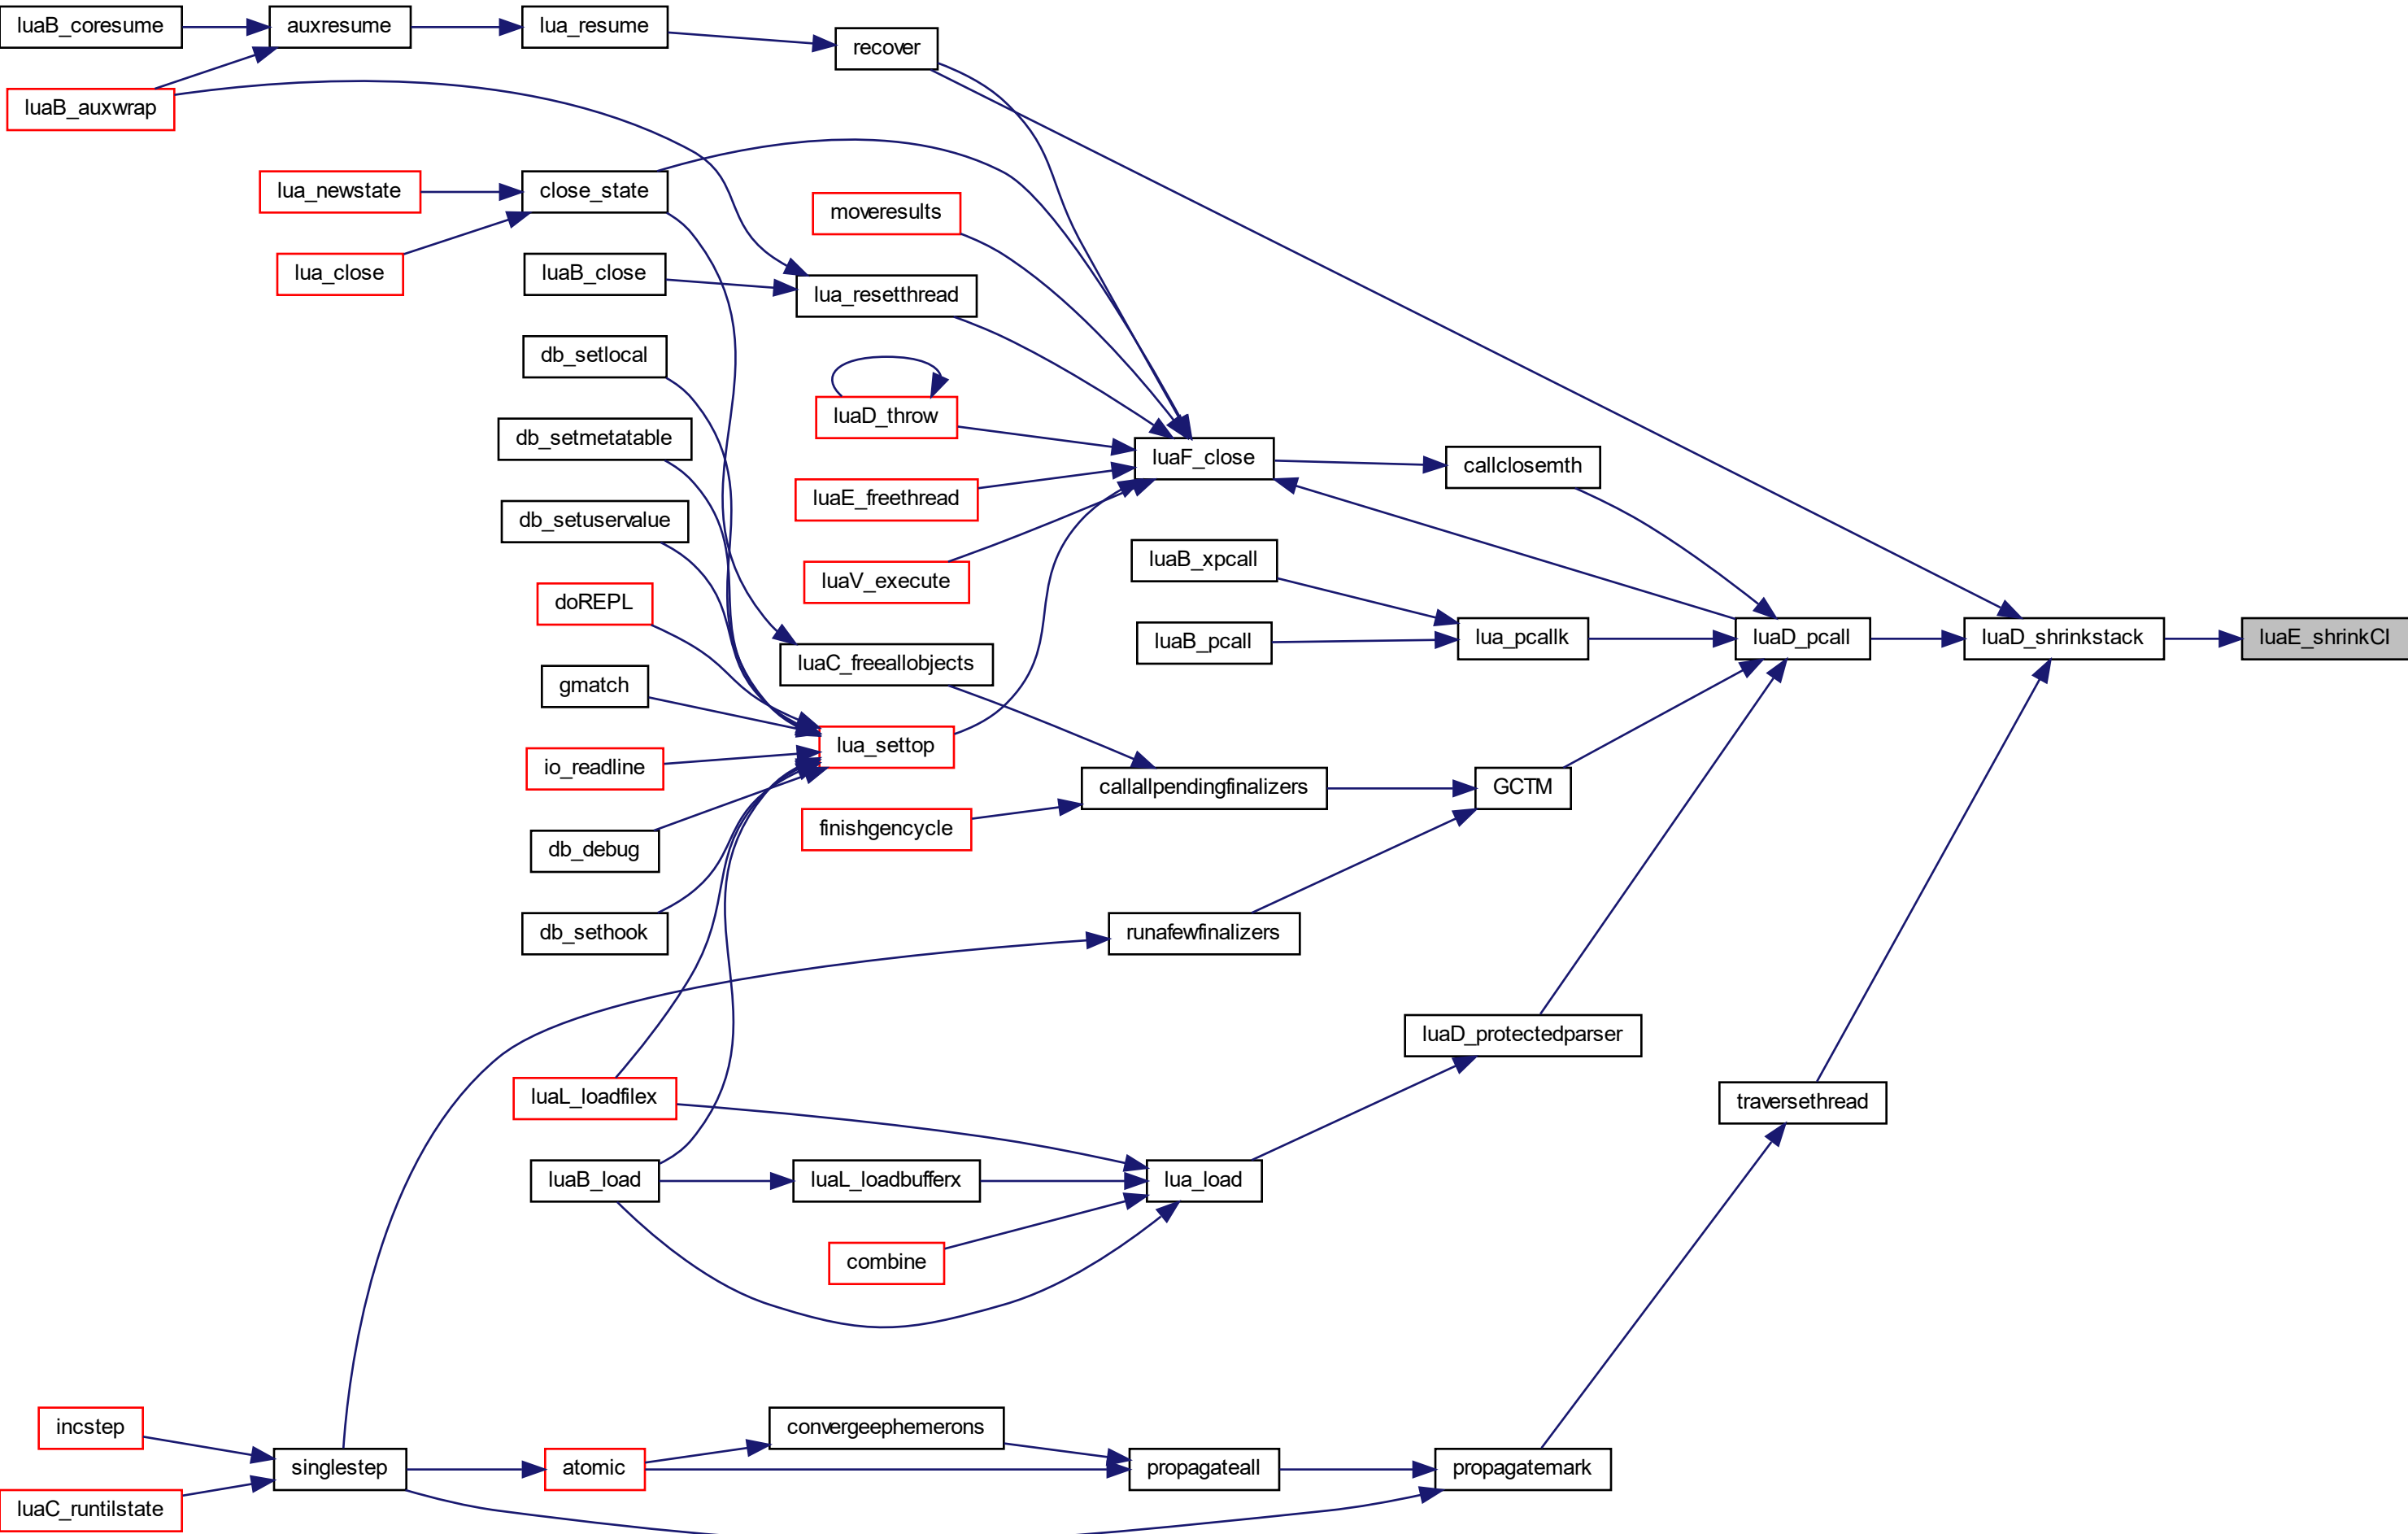 luaB_coresume
auxresume
lua_resume
recover
luaB_auxwrap
lua_newstate
close_state
moveresults
lua_close
luaB_close
lua_resetthread
db_setlocal
luaD_throw
db_setmetatable
luaF_close
callclosemth
luaE_freethread
db_setuservalue
luaB_xpcall
luaV_execute
doREPL
luaB_pcall
lua_pcallk
luaD_pcall
luaD_shrinkstack
luaE_shrinkCI
luaC_freeallobjects
gmatch
lua_settop
io_readline
callallpendingfinalizers
GCTM
finishgencycle
db_debug
db_sethook
runafewfinalizers
luaD_protectedparser
luaL_loadfilex
traversethread
luaB_load
luaL_loadbufferx
lua_load
combine
incstep
convergeephemerons
singlestep
atomic
propagateall
propagatemark
luaC_runtilstate